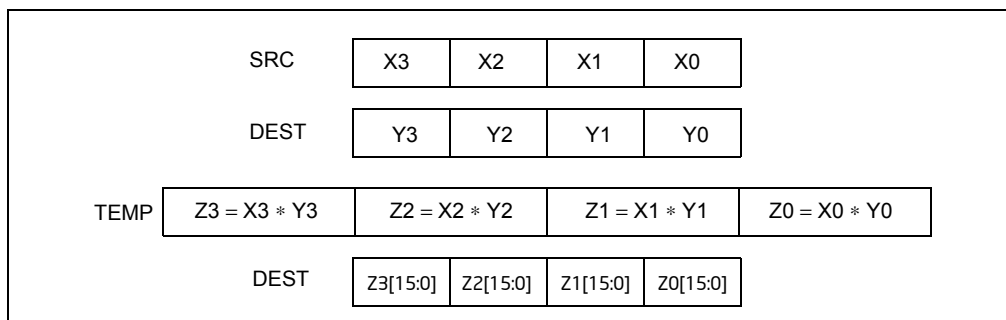 SRC X3 X2 X1 X0
DEST Y3 Y2 Y1 Y0
TEMP Z3 = X3 ∗ Y3 Z2 = X2 ∗ Y2 Z1 = X1 ∗ Y1 Z0 = X0 ∗ Y0
DEST Z3[15:0] Z2[15:0] Z1[15:0] Z0[15:0]